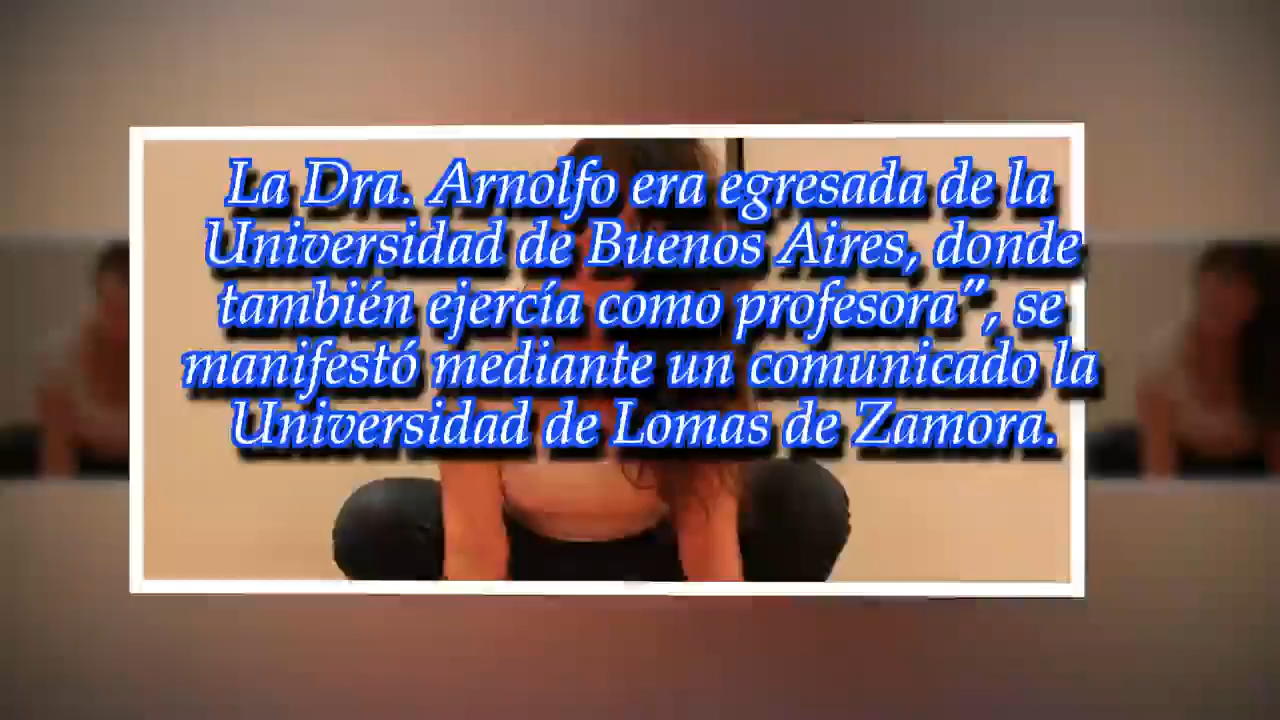 La Dra. Arnolfo era egresada de la
Universidad de Buenos Aires, donde
también ejercía como profesora”, se
manifestó mediante un comunicado la
Universidad de Lomas de Zamora.